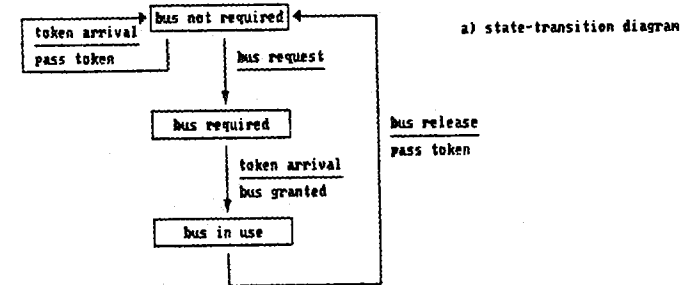 bus not required
a) state-transition diagram
token arrival
pass token
bus request
bus required
bus release
pass token
token arrival
bus granted
bus in use